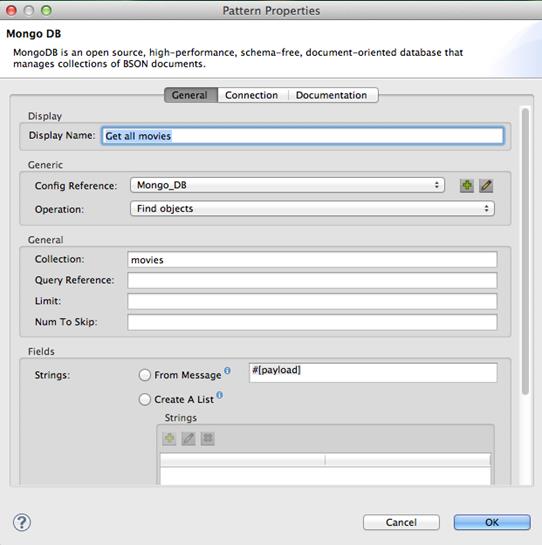 Pattern Properties
Mongo DB
MongoDB is an open source, high-performance, schema-free, document-oriented database that
manages collections of BSON documents.
General Connection Documentation
Display
Display Name: Get all movies
Generic
Config Reference: Mongo_DB
Operation: Find objects
General
Collection: movies
Query Reference:
Limit:
Num To Skip:
Fields
Strings: From Message i #[payload]
Create A List i
Strings
? Cancel OK